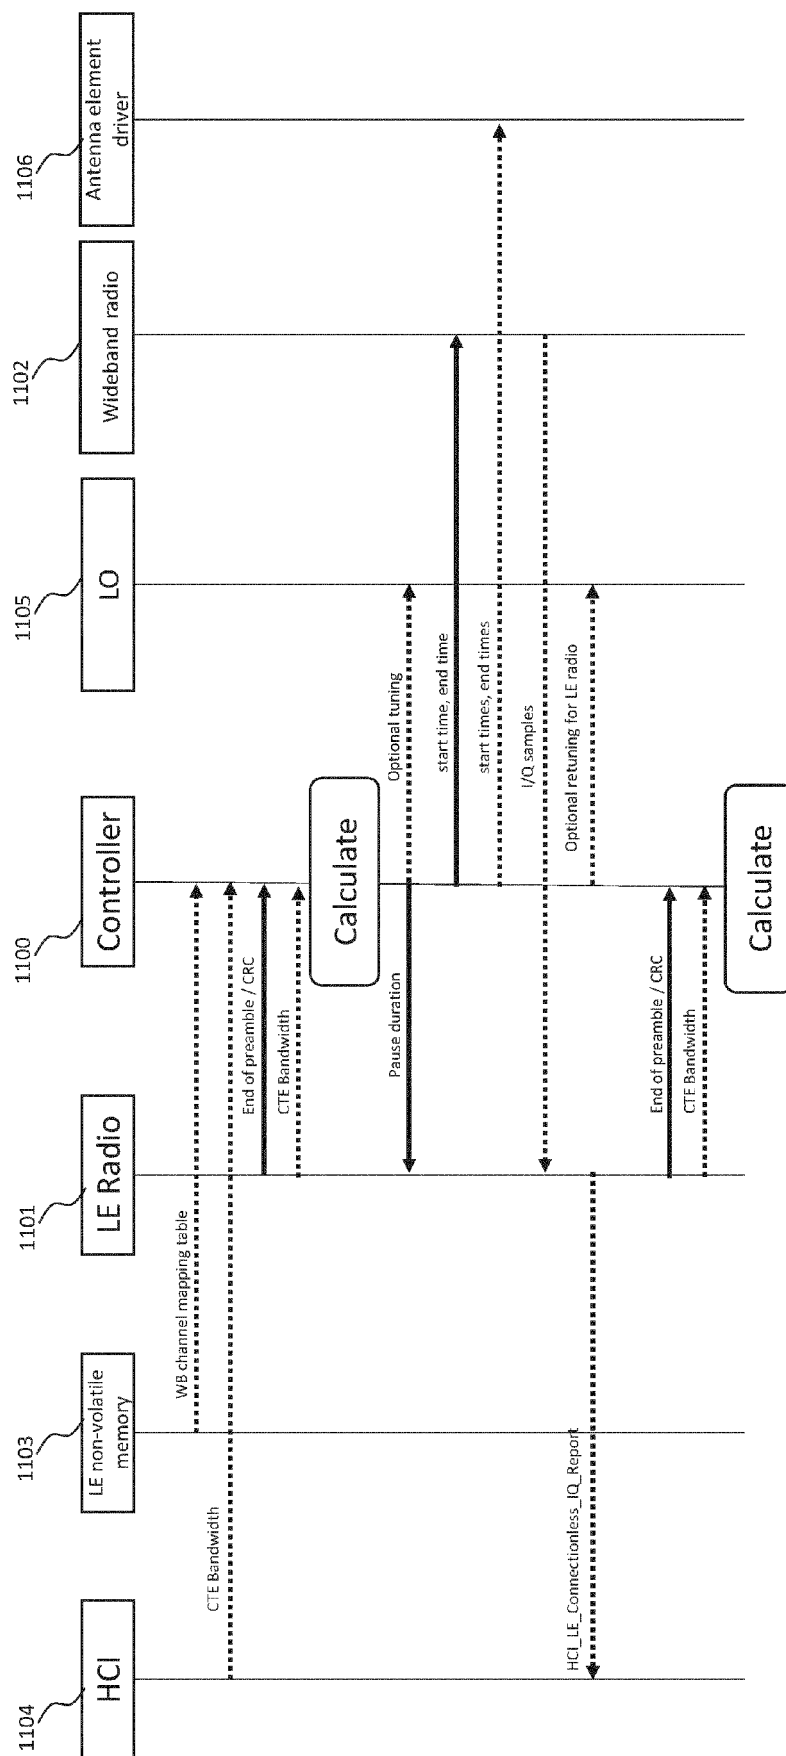 1104
HCI
1103
LE non-volatile
memory
1101
LE Radio
1100
Controller
1105
LO
1102
Wideband radio
1106
Antenna element
driver
WB channel mapping table
CTE Bandwidth
End of preamble / CRC
CTE Bandwidth
Calculate
Pause duration
Optional tuning
start time, end time
start times, end times
I/Q samples
HCI_LE_Connectionless_IQ_Report
Optional retuning for LE radio
End of preamble / CRC
CTE Bandwidth
Calculate